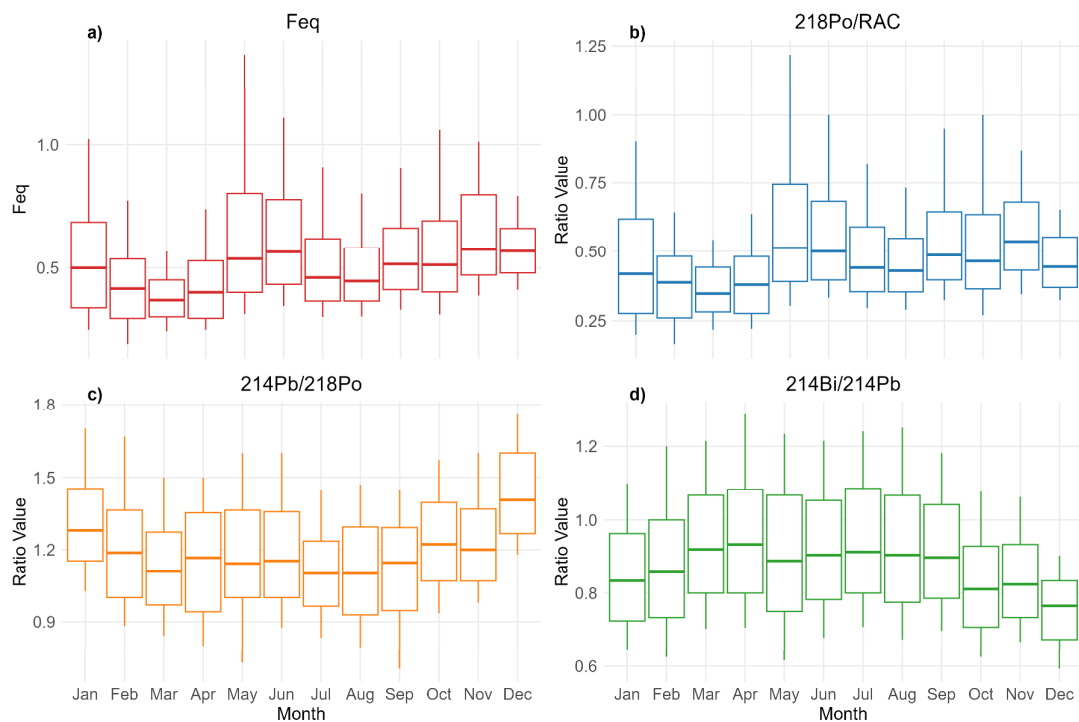 a) Feq
Feq
1.0
0.5
b) 218Po/RAC
Ratio Value
1.25
1.00
0.75
0.50
0.25
c) 214Pb/218Po
Ratio Value
1.8
1.5
1.2
0.9
Jan Feb Mar Apr May Jun Jul Aug Sep Oct Nov Dec
Month
d) 214Bi/214Pb
Ratio Value
1.2
1.0
0.8
0.6
Jan Feb Mar Apr May Jun Jul Aug Sep Oct Nov Dec
Month